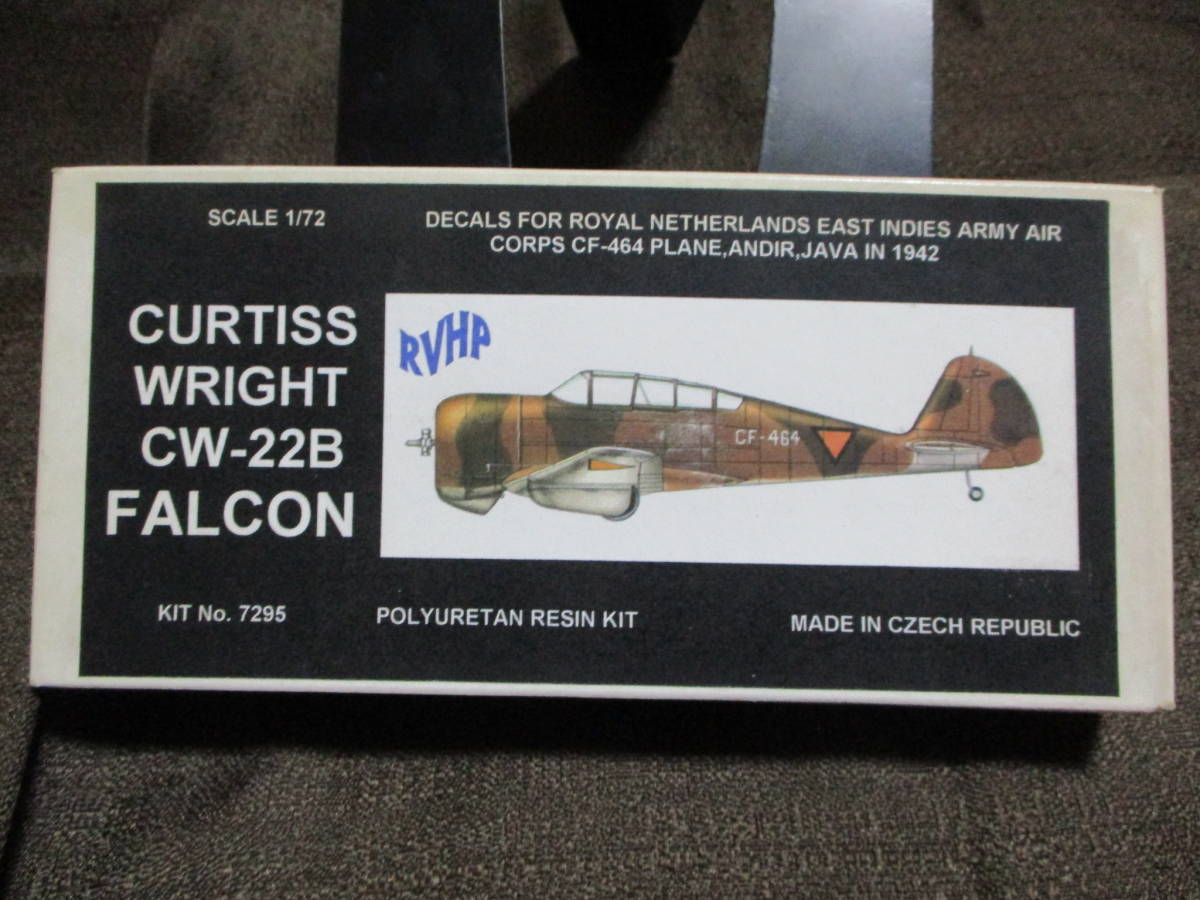 SCALE 1/72
DECALS FOR ROYAL NETHERLANDS EAST INDIES ARMY AIR
CORPS CF-464 PLANE,ANDIR,JAVA IN 1942
CURTISS
WRIGHT
CW-22B
FALCON
RVHP
CF-464
KIT No. 7295
POLYURETAN RESIN KIT
MADE IN CZECH REPUBLIC